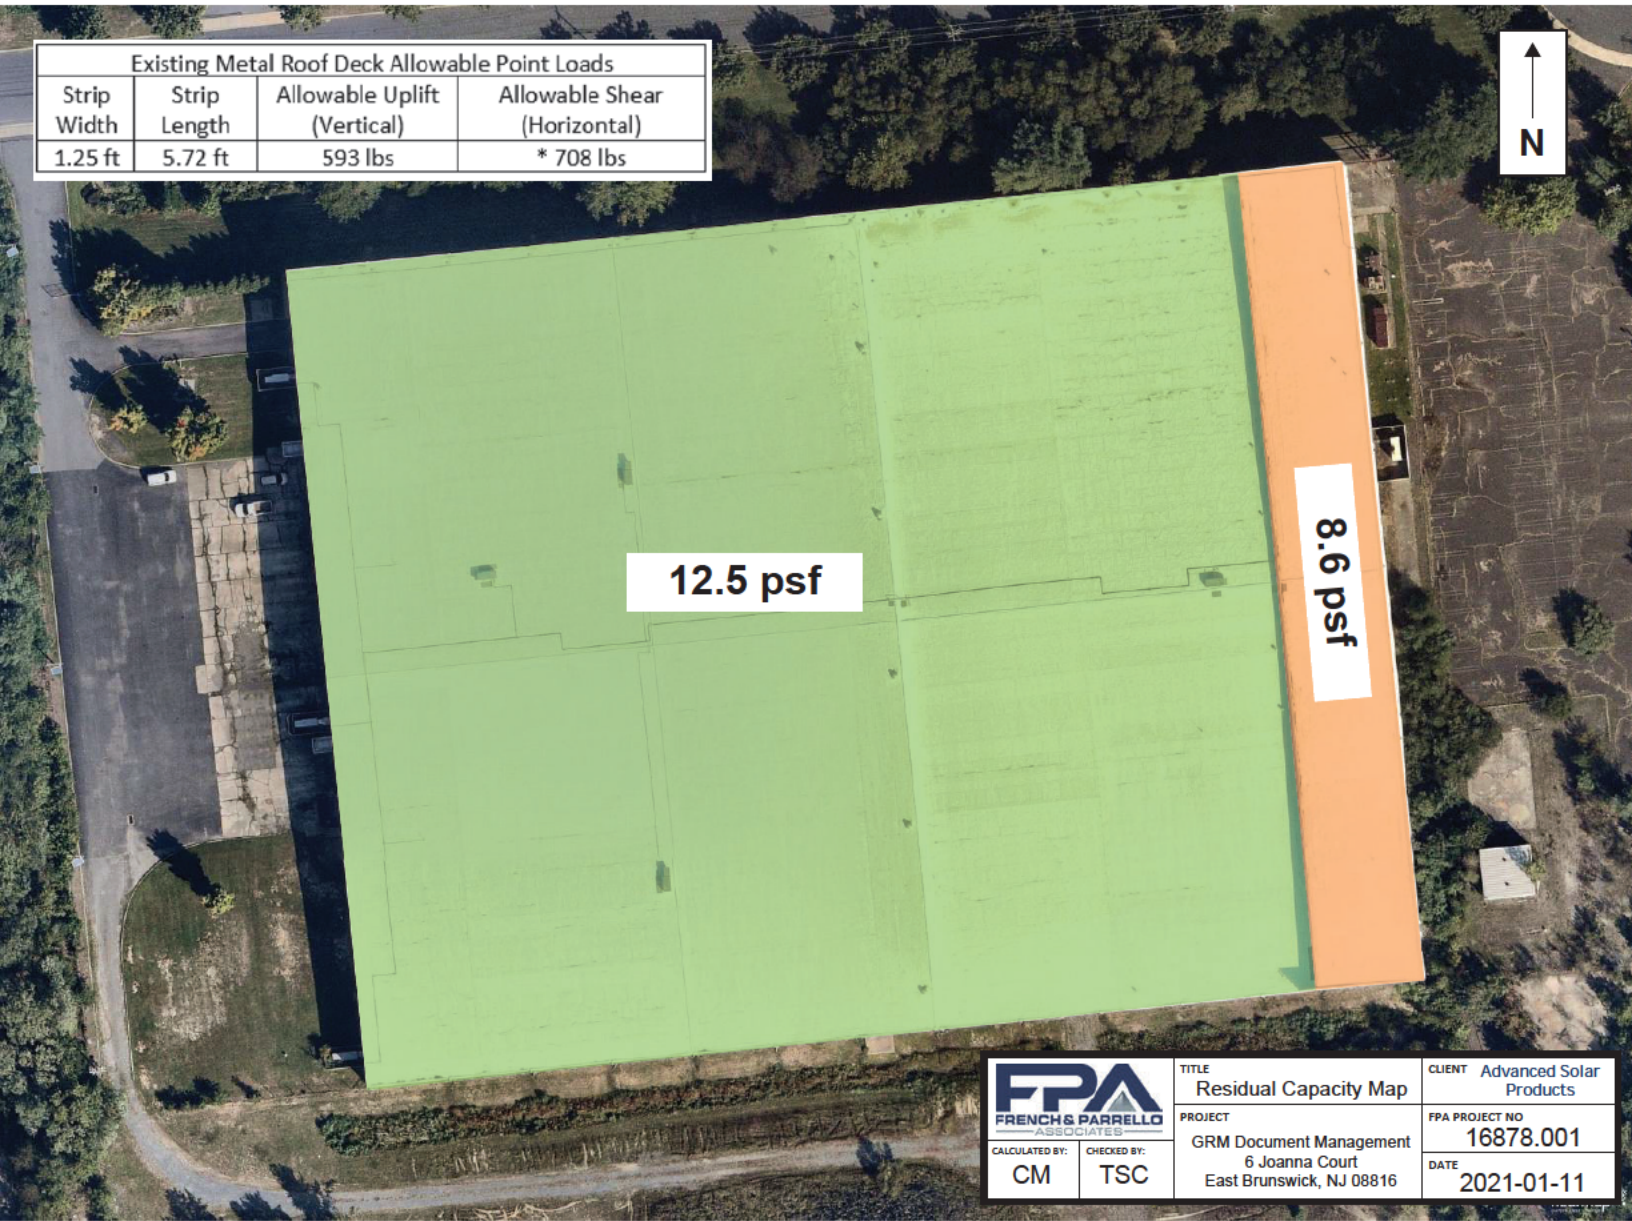 Existing Metal Roof Deck Allowable Point Loads
Strip Width
Strip Length
Allowable Uplift (Vertical)
Allowable Shear (Horizontal)
1.25 ft
5.72 ft
593 lbs
* 708 lbs
N
12.5 psf
8.6 psf
FPA
FRENCH & PARRELLO
ASSOCIATES
CALCULATED BY:
CM
CHECKED BY:
TSC
TITLE
Residual Capacity Map
PROJECT
GRM Document Management
6 Joanna Court
East Brunswick, NJ 08816
CLIENT Advanced Solar
Products
FPA PROJECT NO
16878.001
DATE
2021-01-11